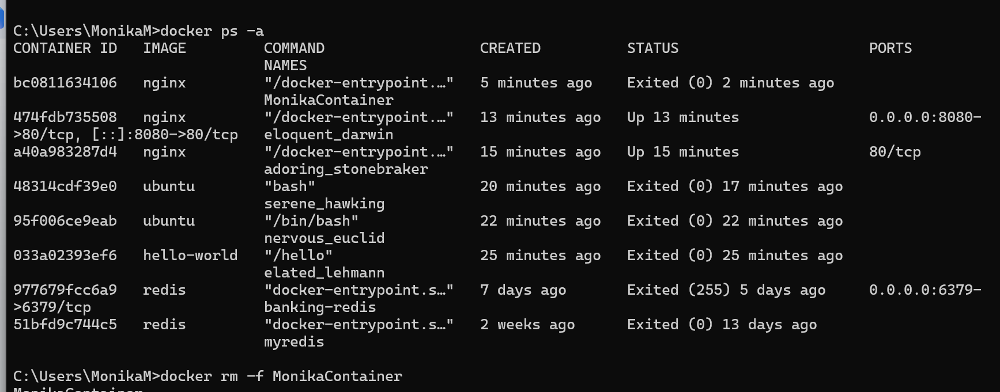 C:\Users\MonikaM>docker ps -a
CONTAINER ID   IMAGE         COMMAND                  CREATED          STATUS                      PORTS
                             NAMES
bc0811634106   nginx         "/docker-entrypoint.…"   5 minutes ago    Exited (0) 2 minutes ago
                             MonikaContainer
474fdb735508   nginx         "/docker-entrypoint.…"   13 minutes ago   Up 13 minutes               0.0.0.0:8080-
>80/tcp, [::]:8080->80/tcp   eloquent_darwin
a40a983287d4   nginx         "/docker-entrypoint.…"   15 minutes ago   Up 15 minutes               80/tcp
                             adoring_stonebraker
48314cdf39e0   ubuntu        "bash"                   20 minutes ago   Exited (0) 17 minutes ago
                             serene_hawking
95f006ce9eab   ubuntu        "/bin/bash"              22 minutes ago   Exited (0) 22 minutes ago
                             nervous_euclid
033a02393ef6   hello-world   "/hello"                 25 minutes ago   Exited (0) 25 minutes ago
                             elated_lehmann
977679fcc6a9   redis         "docker-entrypoint.s…"   7 days ago       Exited (255) 5 days ago     0.0.0.0:6379-
>6379/tcp                    banking-redis
51bfd9c744c5   redis         "docker-entrypoint.s…"   2 weeks ago      Exited (0) 13 days ago
                             myredis
C:\Users\MonikaM>docker rm -f MonikaContainer
MonikaContainer